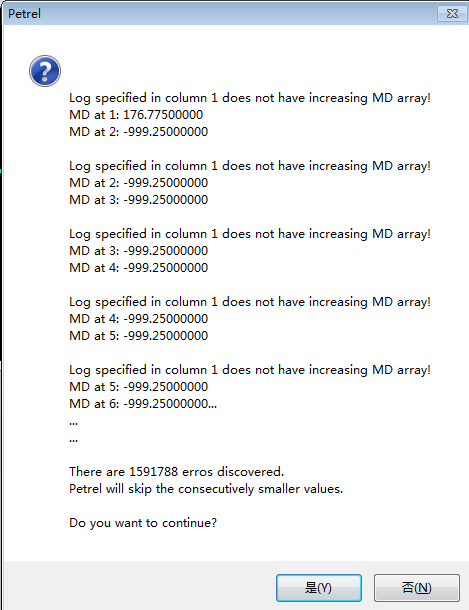 Petrel
Log specified in column 1 does not have increasing MD array!
MD at 1: 176.77500000
MD at 2: -999.25000000
Log specified in column 1 does not have increasing MD array!
MD at 2: -999.25000000
MD at 3: -999.25000000
Log specified in column 1 does not have increasing MD array!
MD at 3: -999.25000000
MD at 4: -999.25000000
Log specified in column 1 does not have increasing MD array!
MD at 4: -999.25000000
MD at 5: -999.25000000
Log specified in column 1 does not have increasing MD array!
MD at 5: -999.25000000
MD at 6: -999.25000000...
...
...
There are 1591788 erros discovered.
Petrel will skip the consecutively smaller values.
Do you want to continue?
是(Y) 否(N)